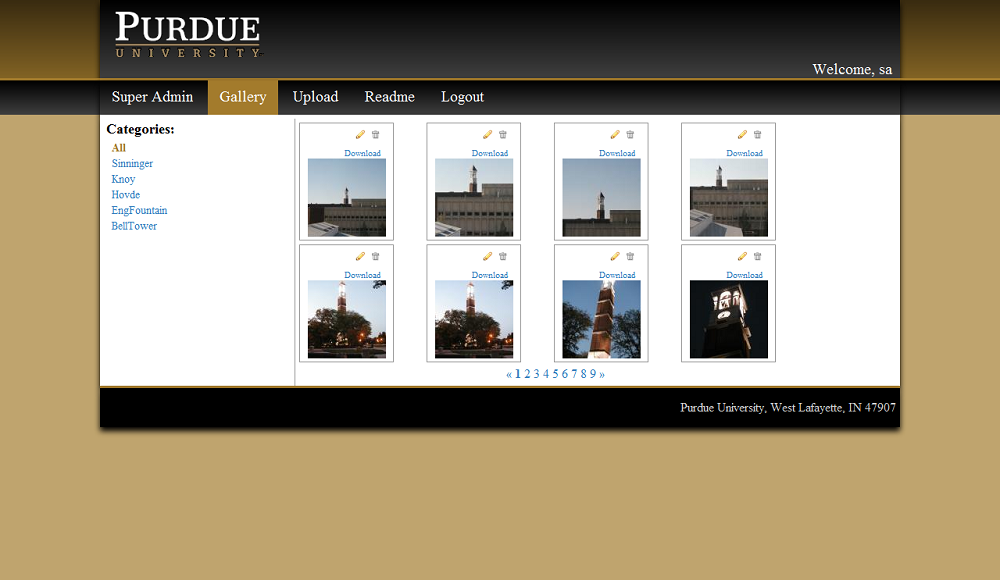 PURDUE
UNIVERSITY
Welcome, sa
Super Admin Gallery Upload Readme Logout
Categories:
All
Sinninger
Knoy
Hovde
EngFountain
BellTower
Download Download Download Download
Download Download Download Download
« 1 2 3 4 5 6 7 8 9 »
Purdue University, West Lafayette, IN 47907